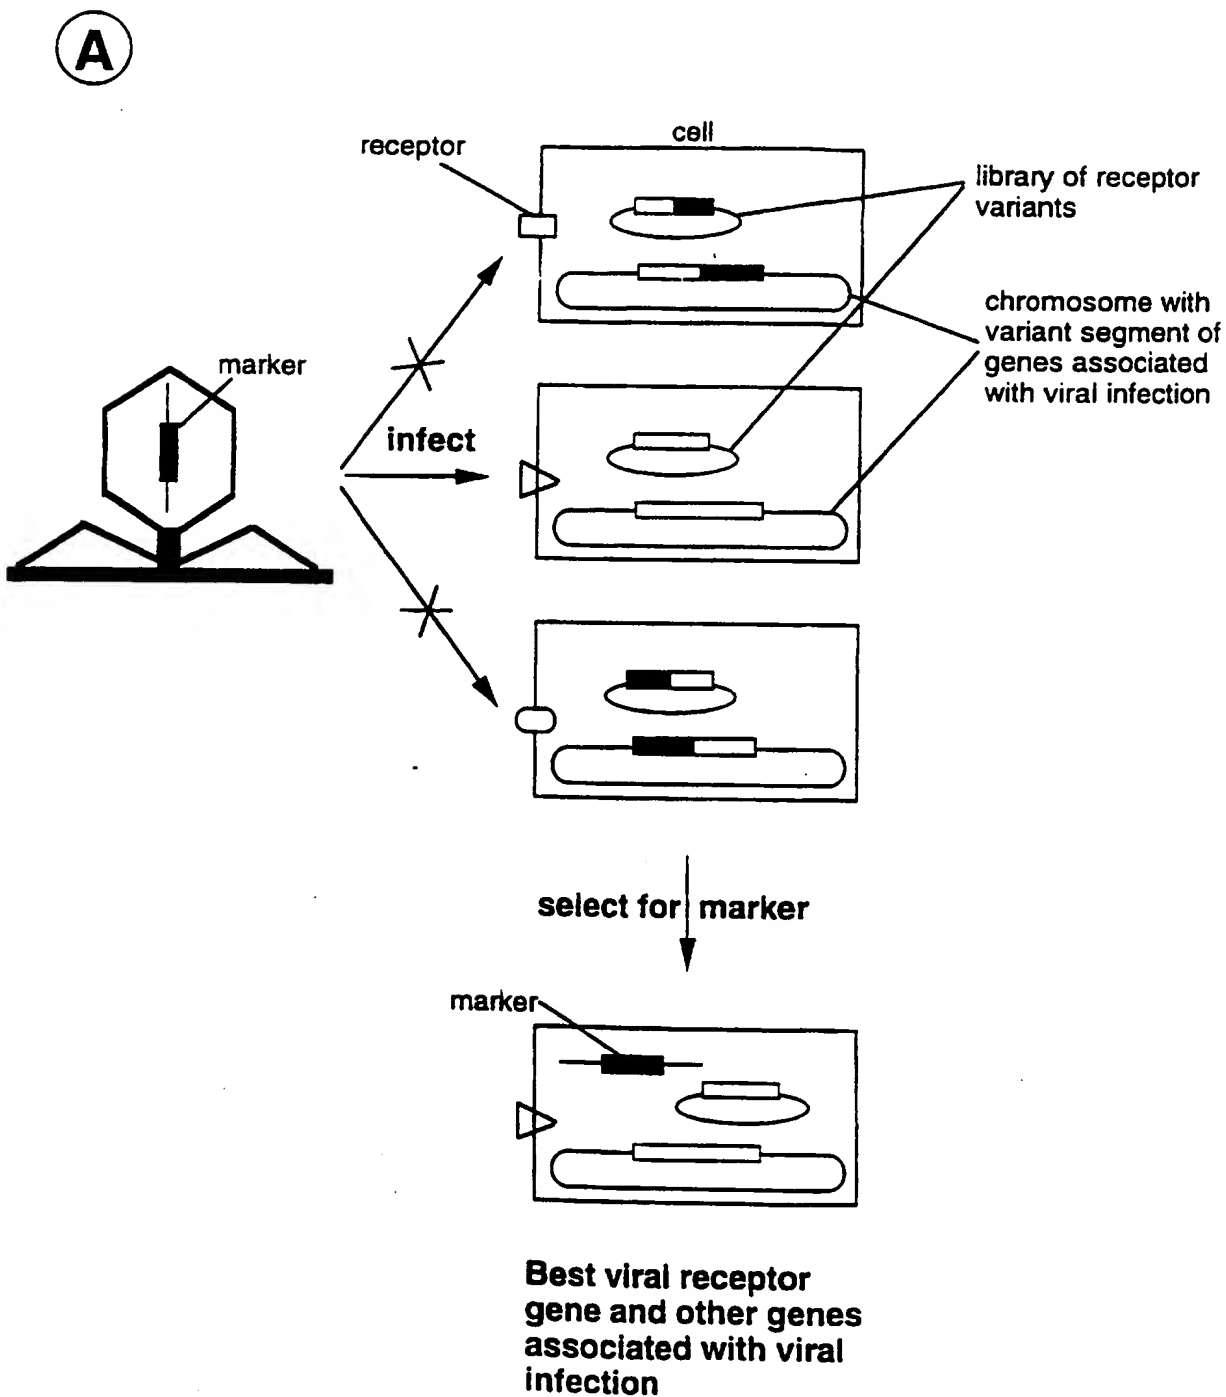 A
cell
receptor
library of receptor
variants
chromosome with
variant segment of
genes associated
with viral infection
marker
infect
select for marker
marker
Best viral receptor
gene and other genes
associated with viral
infection